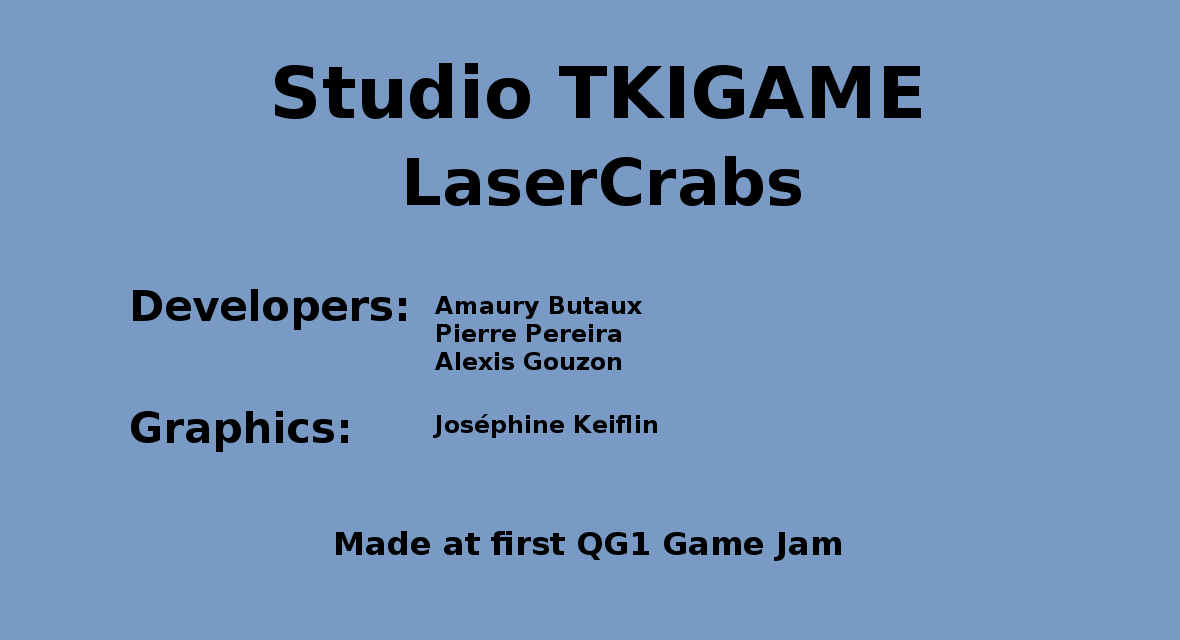 Studio TKIGAME
LaserCrabs
Developers: Amaury Butaux
Pierre Pereira
Alexis Gouzon
Graphics: Joséphine Keiflin
Made at first QG1 Game Jam